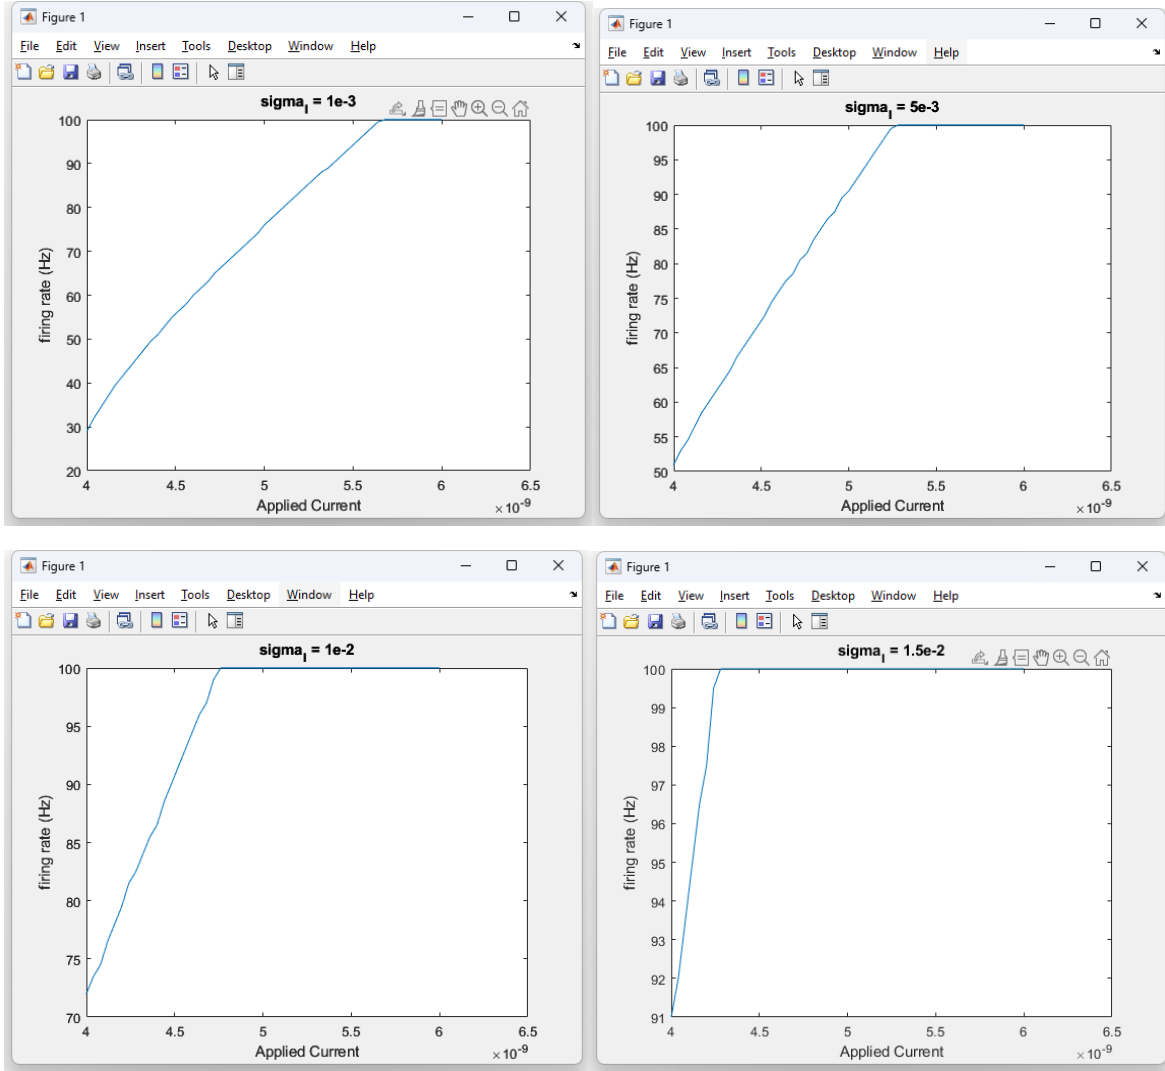 Figure 1
File Edit View Insert Tools Desktop Window Help
sigma_I = 1e-3
100
90
80
70
60
50
40
30
20
firing rate (Hz)
4 4.5 5 5.5 6 6.5
Applied Current
×10^-9
Figure 1
File Edit View Insert Tools Desktop Window Help
sigma_I = 5e-3
100
95
90
85
80
75
70
65
60
55
50
firing rate (Hz)
4 4.5 5 5.5 6 6.5
Applied Current
×10^-9
Figure 1
File Edit View Insert Tools Desktop Window Help
sigma_I = 1e-2
100
95
90
85
80
75
70
firing rate (Hz)
4 4.5 5 5.5 6 6.5
Applied Current
×10^-9
Figure 1
File Edit View Insert Tools Desktop Window Help
sigma_I = 1.5e-2
100
99
98
97
96
95
94
93
92
91
firing rate (Hz)
4 4.5 5 5.5 6 6.5
Applied Current
×10^-9